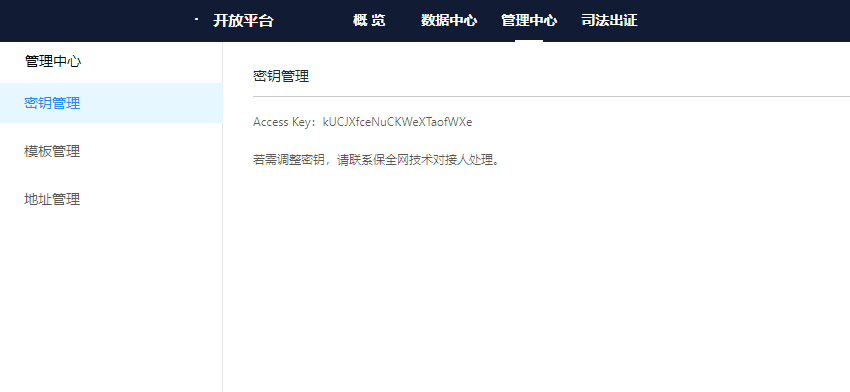 开放平台 概 览 数据中心 管理中心 司法出证
管理中心
密钥管理
模板管理
地址管理
密钥管理
Access Key：kUCJXfceNuCKWeXTaofWXe
若需调整密钥，请联系保全网技术对接人处理。